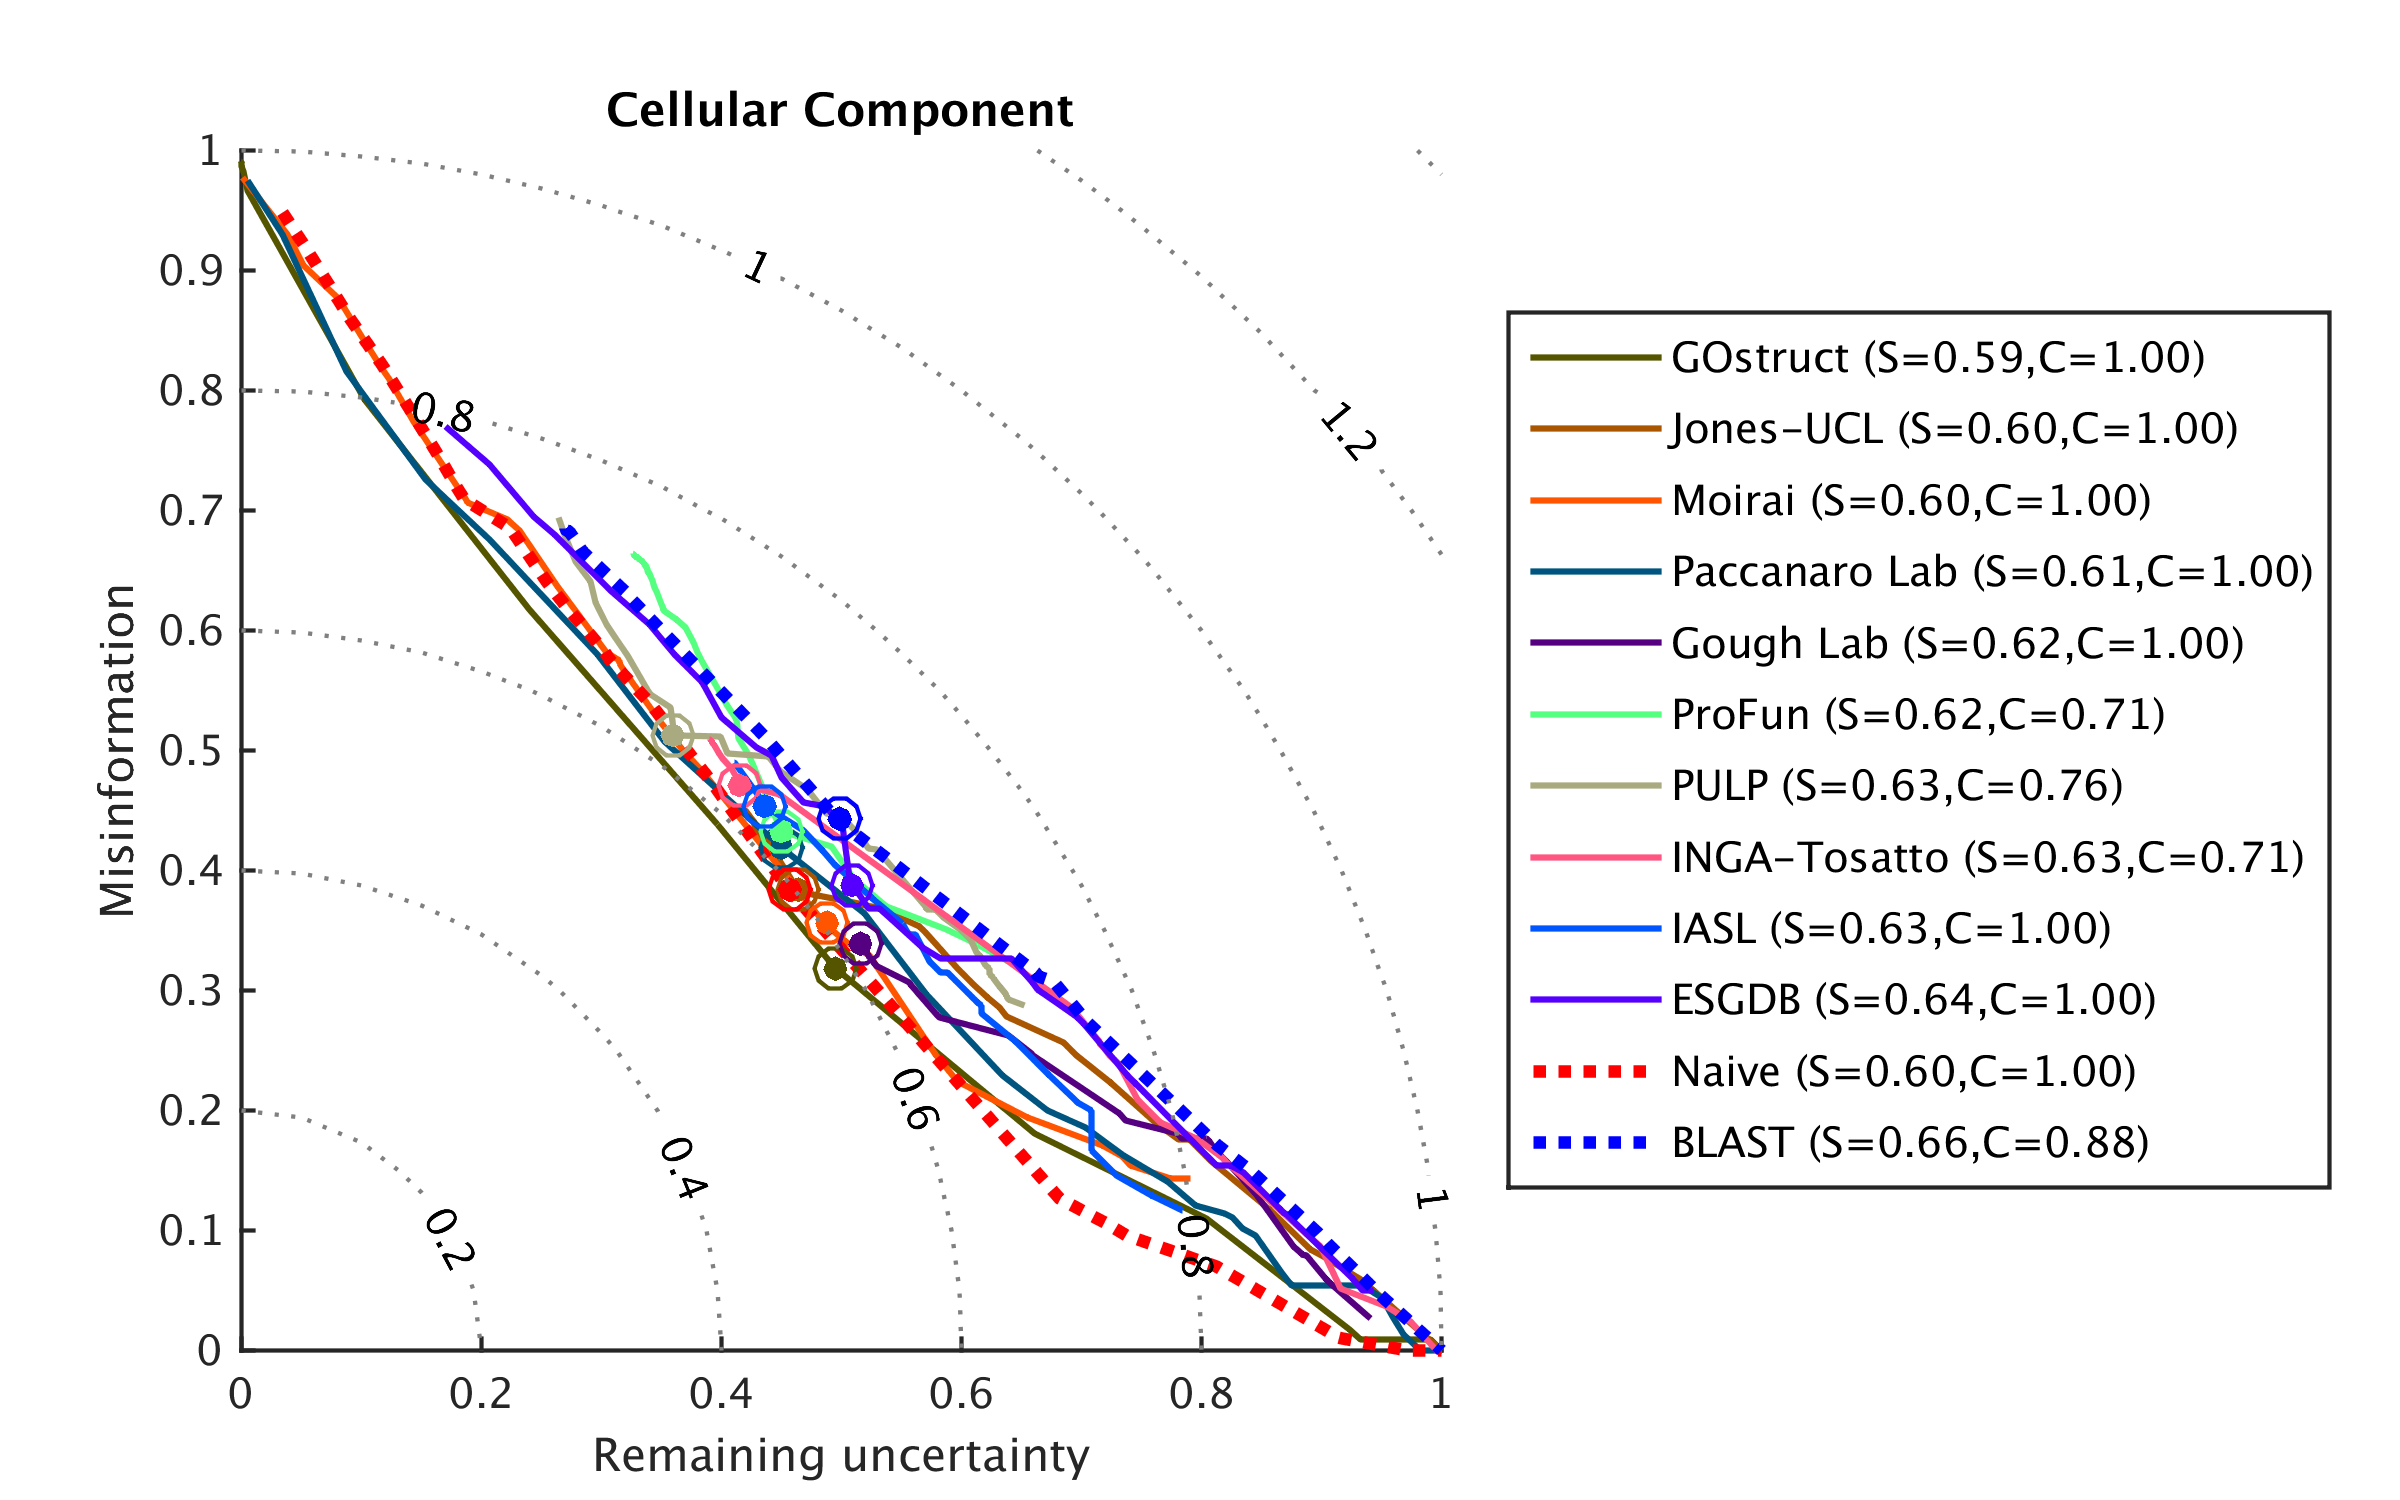 Cellular Component
Misinformation
1
0.9
0.8
0.7
0.6
0.5
0.4
0.3
0.2
0.1
0
0 0.2 0.4 0.6 0.8 1
Remaining uncertainty
1
0.8
1.2
0.6
0.4
0.2
0.8
1
GOstruct (S=0.59,C=1.00)
Jones-UCL (S=0.60,C=1.00)
Moirai (S=0.60,C=1.00)
Paccanaro Lab (S=0.61,C=1.00)
Gough Lab (S=0.62,C=1.00)
ProFun (S=0.62,C=0.71)
PULP (S=0.63,C=0.76)
INGA-Tosatto (S=0.63,C=0.71)
IASL (S=0.63,C=1.00)
ESGDB (S=0.64,C=1.00)
Naive (S=0.60,C=1.00)
BLAST (S=0.66,C=0.88)